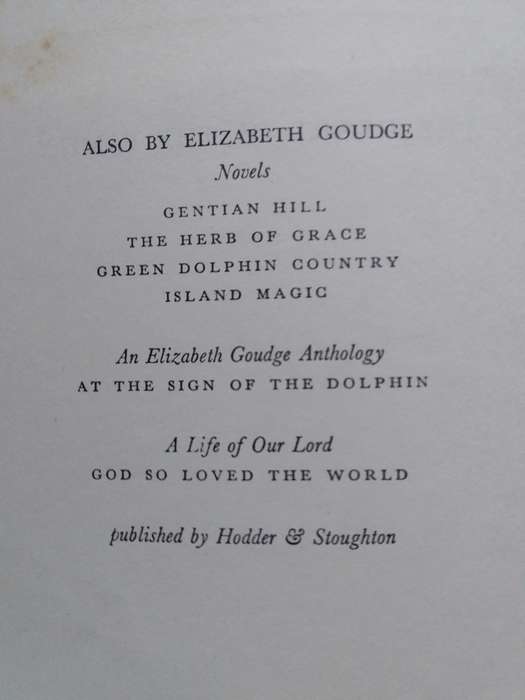 ALSO BY ELIZABETH GOUDGE
Novels
GENTIAN HILL
THE HERB OF GRACE
GREEN DOLPHIN COUNTRY
ISLAND MAGIC
An Elizabeth Goudge Anthology
AT THE SIGN OF THE DOLPHIN
A Life of Our Lord
GOD SO LOVED THE WORLD
published by Hodder & Stoughton